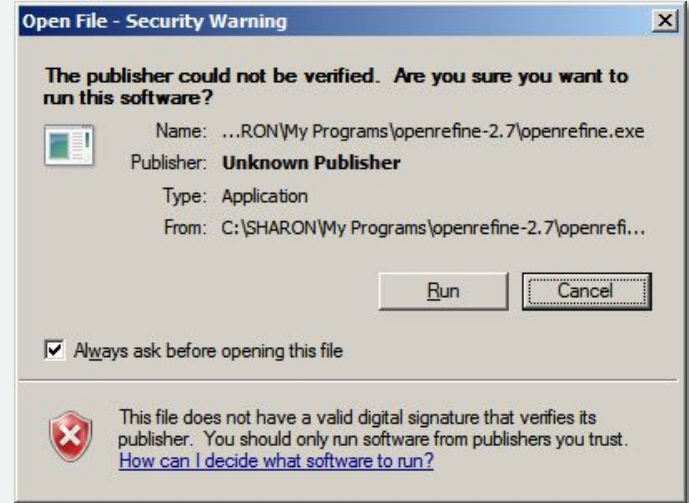 Open File - Security Warning
The publisher could not be verified. Are you sure you want to
run this software?
Name: ...RON\My Programs\openrefine-2.7\openrefine.exe
Publisher: Unknown Publisher
Type: Application
From: C:\SHARON\My Programs\openrefine-2.7\openrefi...
Run Cancel
Always ask before opening this file
This file does not have a valid digital signature that verifies its
publisher. You should only run software from publishers you trust.
How can I decide what software to run?